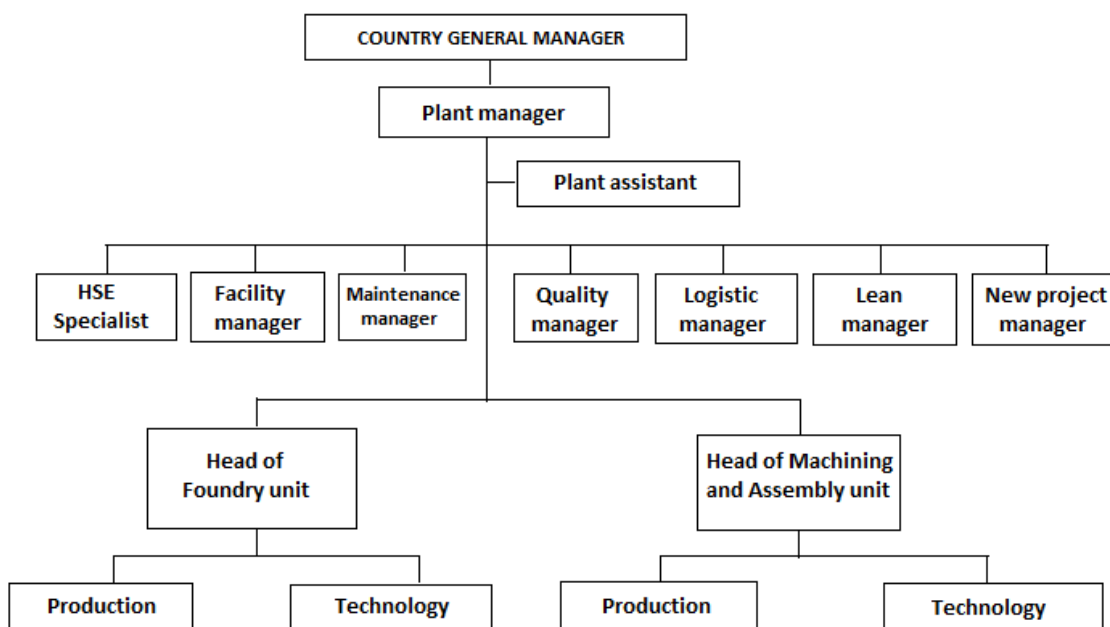 COUNTRY GENERAL MANAGER
Plant manager
Plant assistant
HSE
Specialist
Facility
manager
Maintenance
manager
Quality
manager
Logistic
manager
Lean
manager
New project
manager
Head of
Foundry unit
Head of Machining
and Assembly unit
Production
Technology
Production
Technology